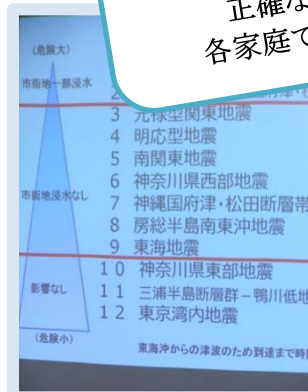 正確な
各家庭で
（危険大）
市街地一部浸水
2
3 元禄型関東地震
4 明応型地震
5 南関東地震
6 神奈川県西部地震
市街地浸水なし
7 神縄国府津・松田断層帯
8 房総半島南東沖地震
9 東海地震
10 神奈川県東部地震
影響なし
11 三浦半島断層群－鴨川低地
12 東京湾内地震
（危険小）
東海沖からの津波のため到達まで時